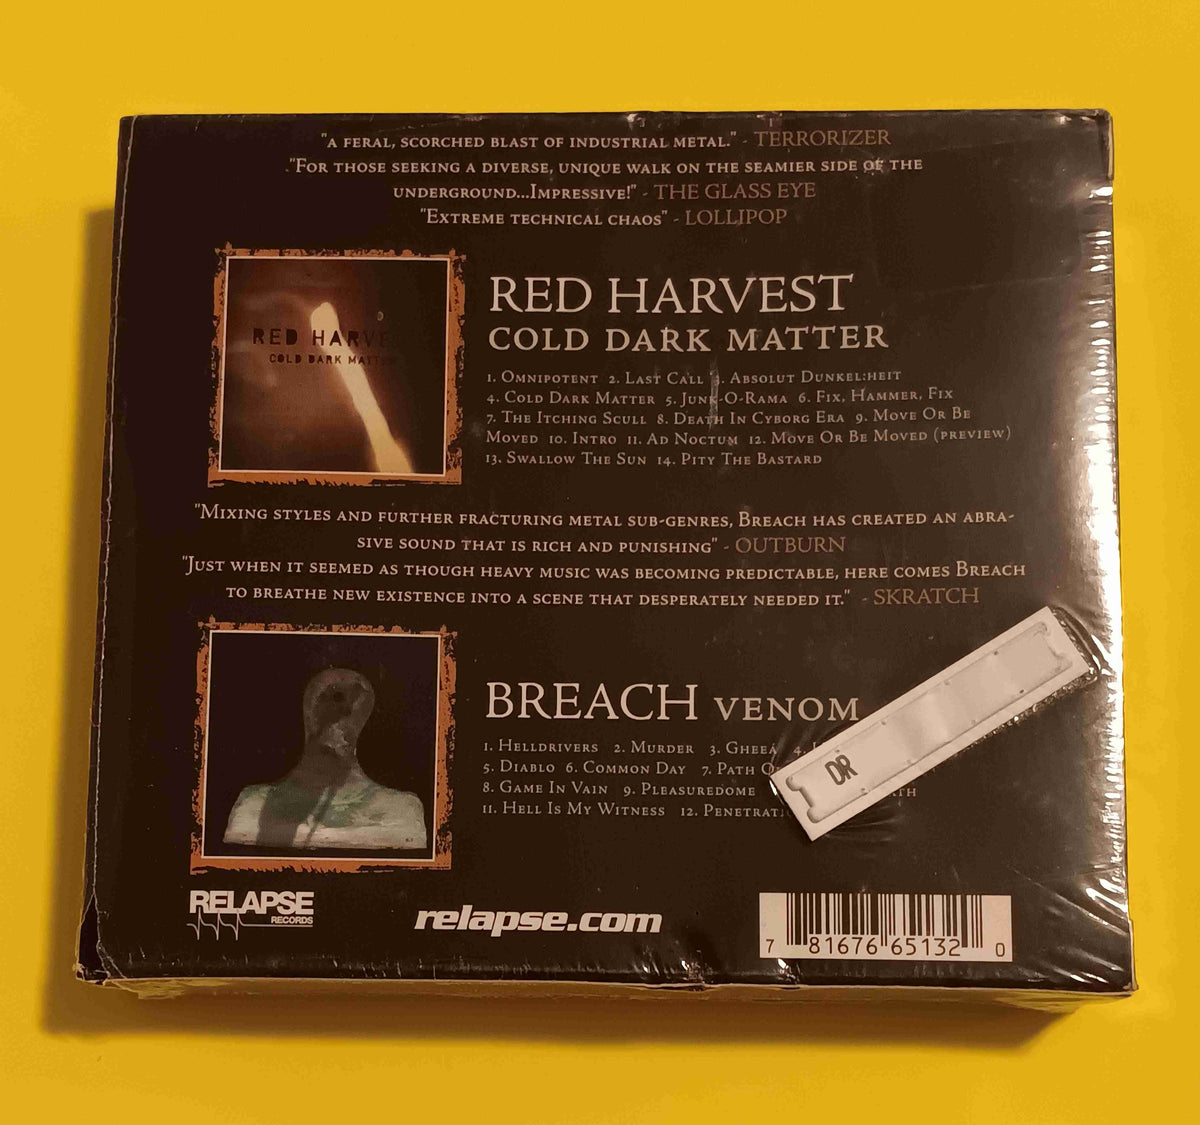 "A FERAL, SCORCHED BLAST OF INDUSTRIAL METAL." - TERRORIZER
"FOR THOSE SEEKING A DIVERSE, UNIQUE WALK ON THE SEAMIER SIDE OF THE
UNDERGROUND...IMPRESSIVE!" - THE GLASS EYE
"EXTREME TECHNICAL CHAOS" - LOLLIPOP
RED HARVE
COLD DARK MATTE
RED HARVEST
COLD DARK MATTER
1. OMNIPOTENT 2. LAST CALL 3. ABSOLUT DUNKEL:HEIT
4. COLD DARK MATTER 5. JUNK-O-RAMA 6. FIX, HAMMER, FIX
7. THE ITCHING SCULL 8. DEATH IN CYBORG ERA 9. MOVE OR BE
MOVED 10. INTRO 11. AD NOCTUM 12. MOVE OR BE MOVED (PREVIEW)
13. SWALLOW THE SUN 14. PITY THE BASTARD
"MIXING STYLES AND FURTHER FRACTURING METAL SUB-GENRES, BREACH HAS CREATED AN ABRA-
SIVE SOUND THAT IS RICH AND PUNISHING" - OUTBURN
"JUST WHEN IT SEEMED AS THOUGH HEAVY MUSIC WAS BECOMING PREDICTABLE, HERE COMES BREACH
TO BREATHE NEW EXISTENCE INTO A SCENE THAT DESPERATELY NEEDED IT." - SKRATCH
BREACH VENOM
1. HELLDRIVERS 2. MURDER 3. GHEEA 4.
5. DIABLO 6. COMMON DAY 7. PATH
8. GAME IN VAIN 9. PLEASUREDOME
11. HELL IS MY WITNESS 12.
DR
RELAPSE
RECORDS
relapse.com
7 81676 65132 0